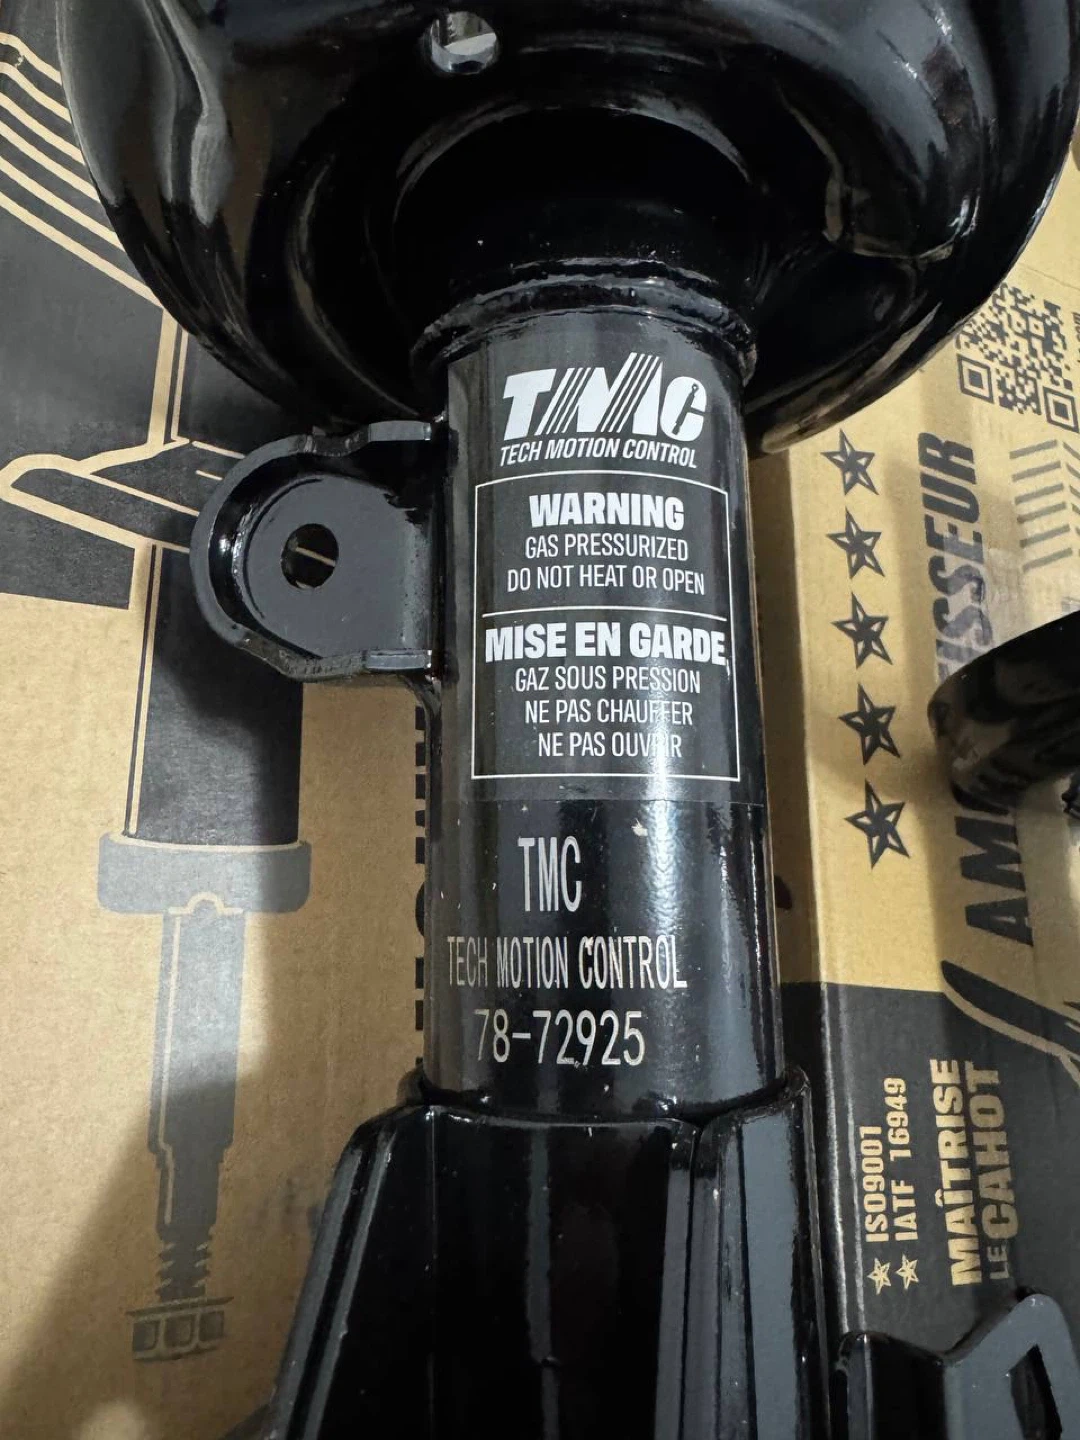 TMC
TECH MOTION CONTROL
WARNING
GAS PRESSURIZED
DO NOT HEAT OR OPEN
MISE EN GARDE
GAZ SOUS PRESSION
NE PAS CHAUFFER
NE PAS OUVRIR
TMC
TECH MOTION CONTROL
78-72925
ISO9001
IATF 16949
MAÎTRISE
LE CAHOT